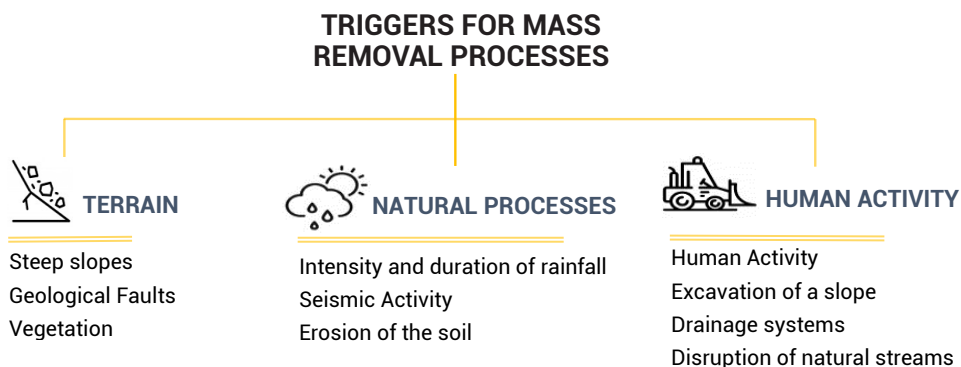 TRIGGERS FOR MASS
REMOVAL PROCESSES
TERRAIN
Steep slopes
Geological Faults
Vegetation
NATURAL PROCESSES
Intensity and duration of rainfall
Seismic Activity
Erosion of the soil
HUMAN ACTIVITY
Human Activity
Excavation of a slope
Drainage systems
Disruption of natural streams